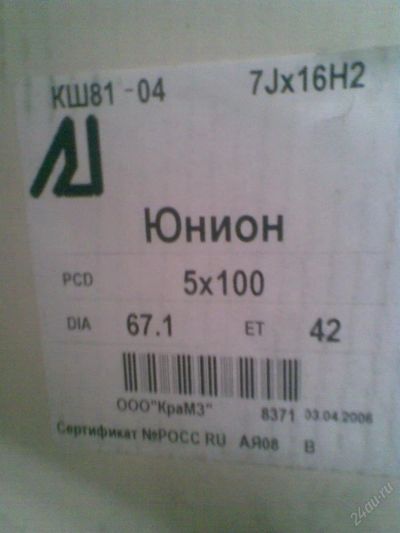 КШ81-04 7Jx16H2
Юнион
PCD 5x100
DIA 67.1 ET 42
ООО"КраМЗ" 8371 03.04.2006
Сертификат №РОСС RU АЯ08 В
24au.ru